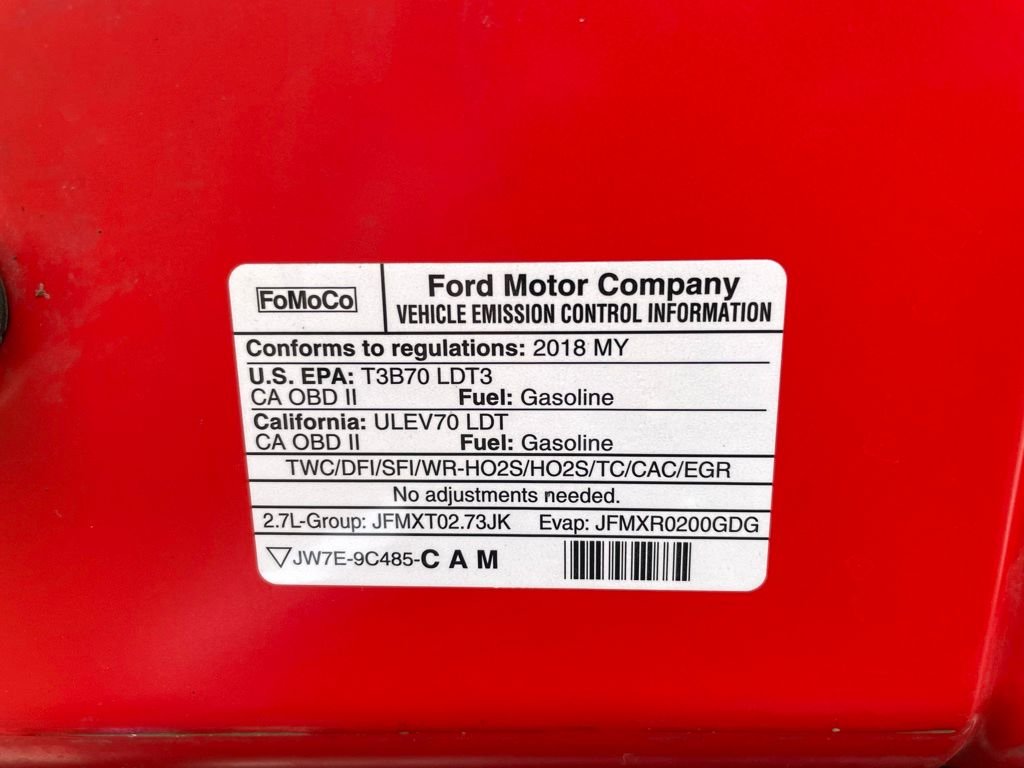 FoMoCo
Ford Motor Company
VEHICLE EMISSION CONTROL INFORMATION
Conforms to regulations: 2018 MY
U.S. EPA: T3B70 LDT3
CA OBD II Fuel: Gasoline
California: ULEV70 LDT
CA OBD II Fuel: Gasoline
TWC/DFI/SFI/WR-HO2S/HO2S/TC/CAC/EGR
No adjustments needed.
2.7L-Group: JFMXT02.73JK Evap: JFMXR0200GDG
JW7E-9C485-C A M